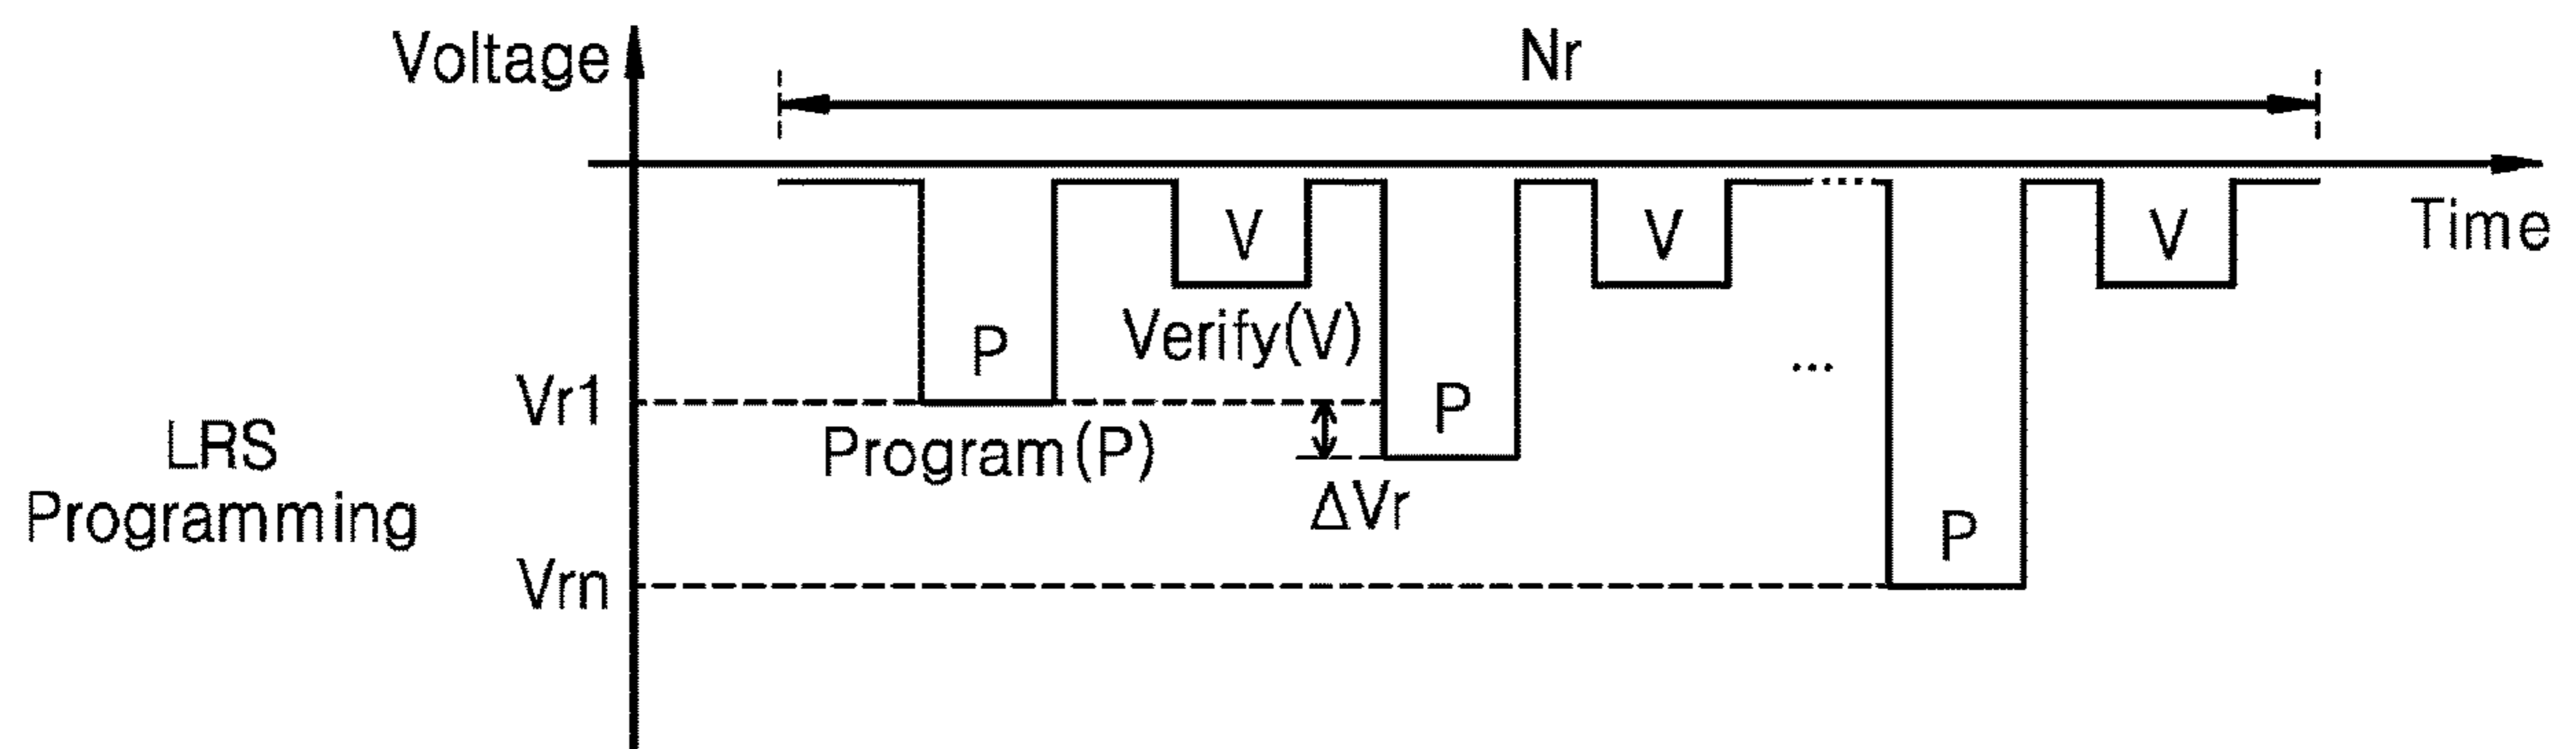 Voltage
Nr
Time
V
V
V
Verify(V)
P
P
P
Vr1
Program(P)
ΔVr
LRS
Programming
Vrn
...